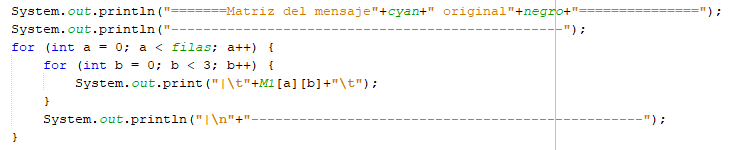 System.out.println("=======Matriz del mensaje"+cyan+" original"+negro+"===============");
System.out.println("-------------------------------------------------");
for (int a = 0; a < filas; a++) {
for (int b = 0; b < 3; b++) {
System.out.print("|\t"+M1[a][b]+"\t");
}
System.out.println("|\n"+"-------------------------------------------------");
}